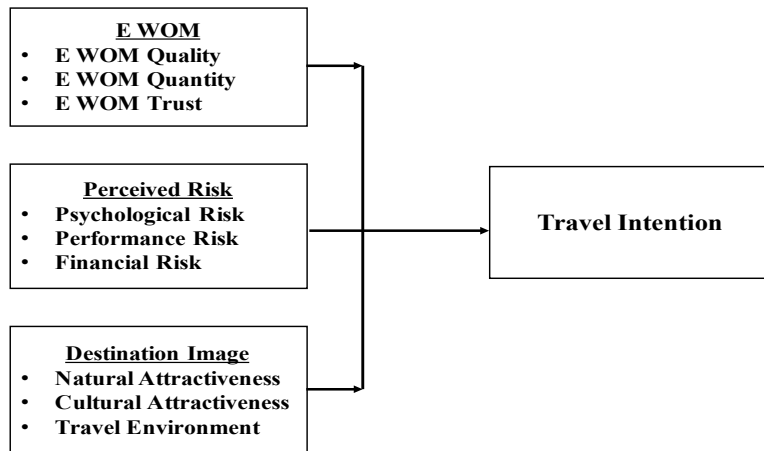 E WOM
• E WOM Quality
• E WOM Quantity
• E WOM Trust
Perceived Risk
• Psychological Risk
• Performance Risk
• Financial Risk
Travel Intention
Destination Image
• Natural Attractiveness
• Cultural Attractiveness
• Travel Environment